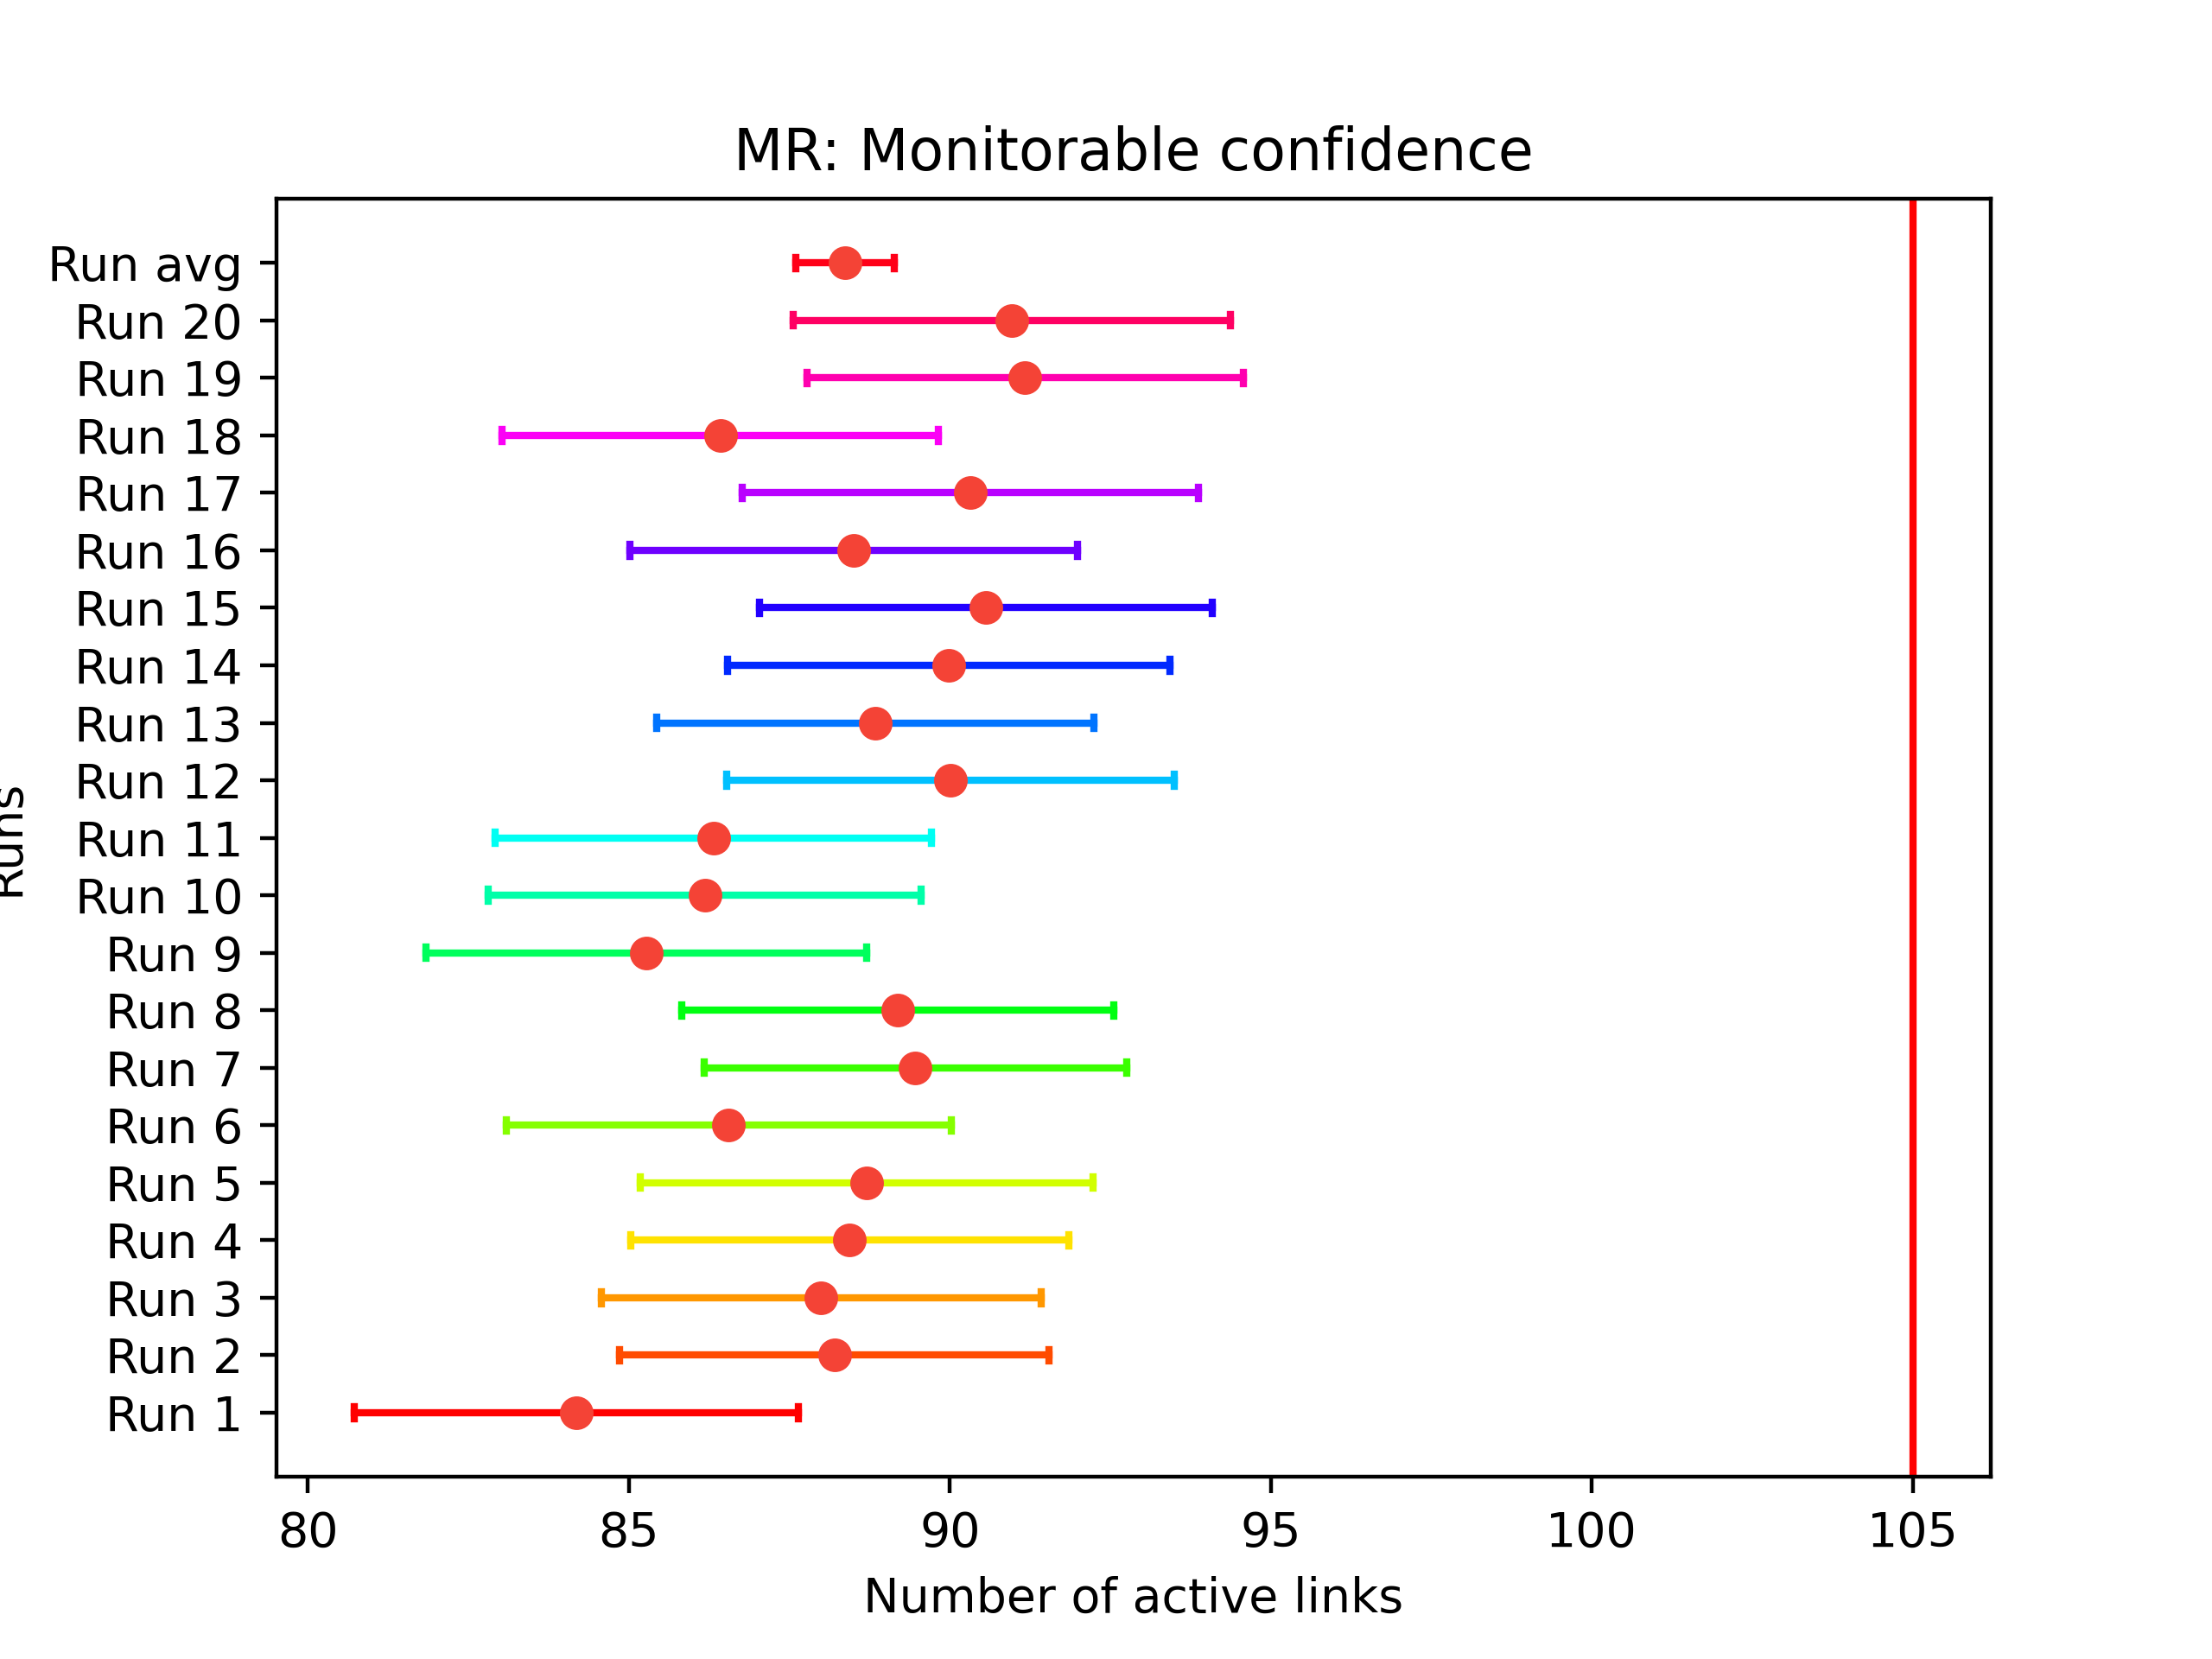 MR: Monitorable confidence
Run avg
Run 20
Run 19
Run 18
Run 17
Run 16
Run 15
Run 14
Run 13
Run 12
Run 11
Run 10
Run 9
Run 8
Run 7
Run 6
Run 5
Run 4
Run 3
Run 2
Run 1
Runs
80 85 90 95 100 105
Number of active links